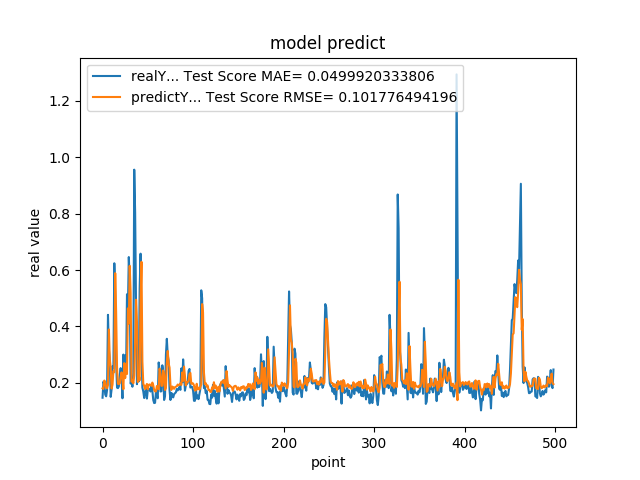 model predict
realY... Test Score MAE= 0.0499920333806
predictY... Test Score RMSE= 0.101776494196
1.2
1.0
0.8
0.6
0.4
0.2
real value
0 100 200 300 400 500
point